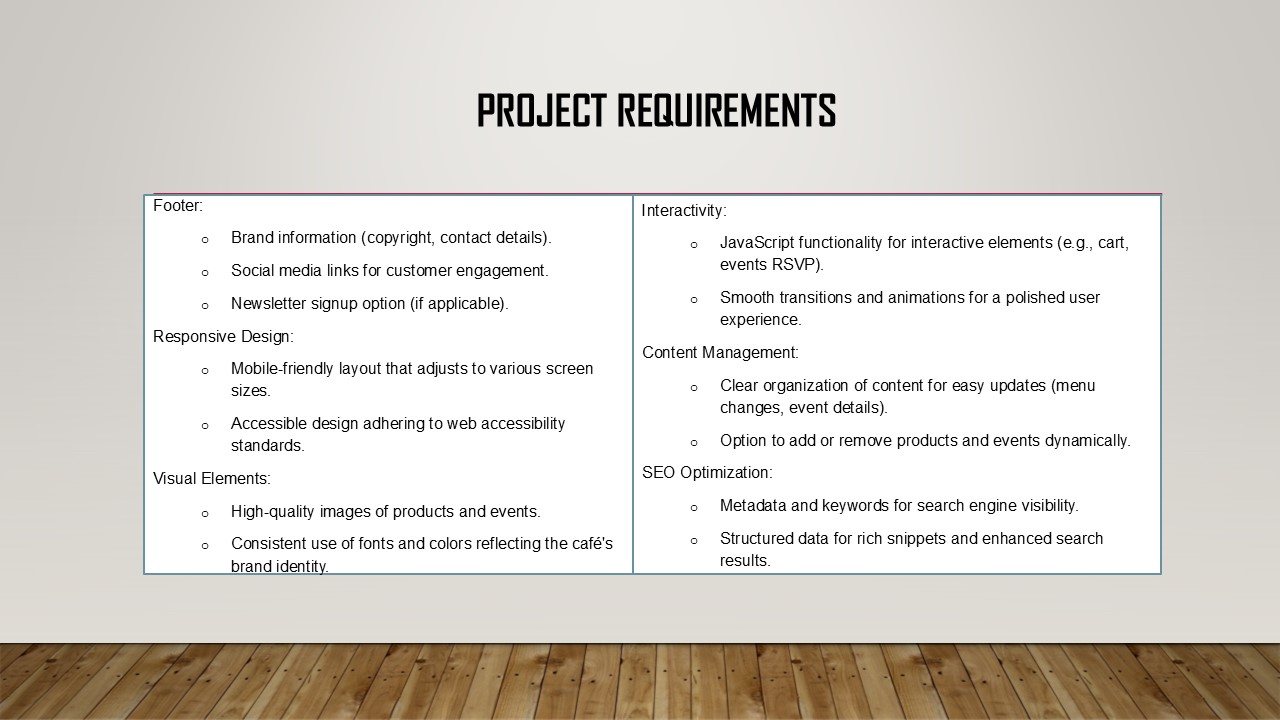 PROJECT REQUIREMENTS
Footer:
o Brand information (copyright, contact details).
o Social media links for customer engagement.
o Newsletter signup option (if applicable).
Responsive Design:
o Mobile-friendly layout that adjusts to various screen
sizes.
o Accessible design adhering to web accessibility
standards.
Visual Elements:
o High-quality images of products and events.
o Consistent use of fonts and colors reflecting the café's
brand identity.
Interactivity:
o JavaScript functionality for interactive elements (e.g., cart,
events RSVP).
o Smooth transitions and animations for a polished user
experience.
Content Management:
o Clear organization of content for easy updates (menu
changes, event details).
o Option to add or remove products and events dynamically.
SEO Optimization:
o Metadata and keywords for search engine visibility.
o Structured data for rich snippets and enhanced search
results.